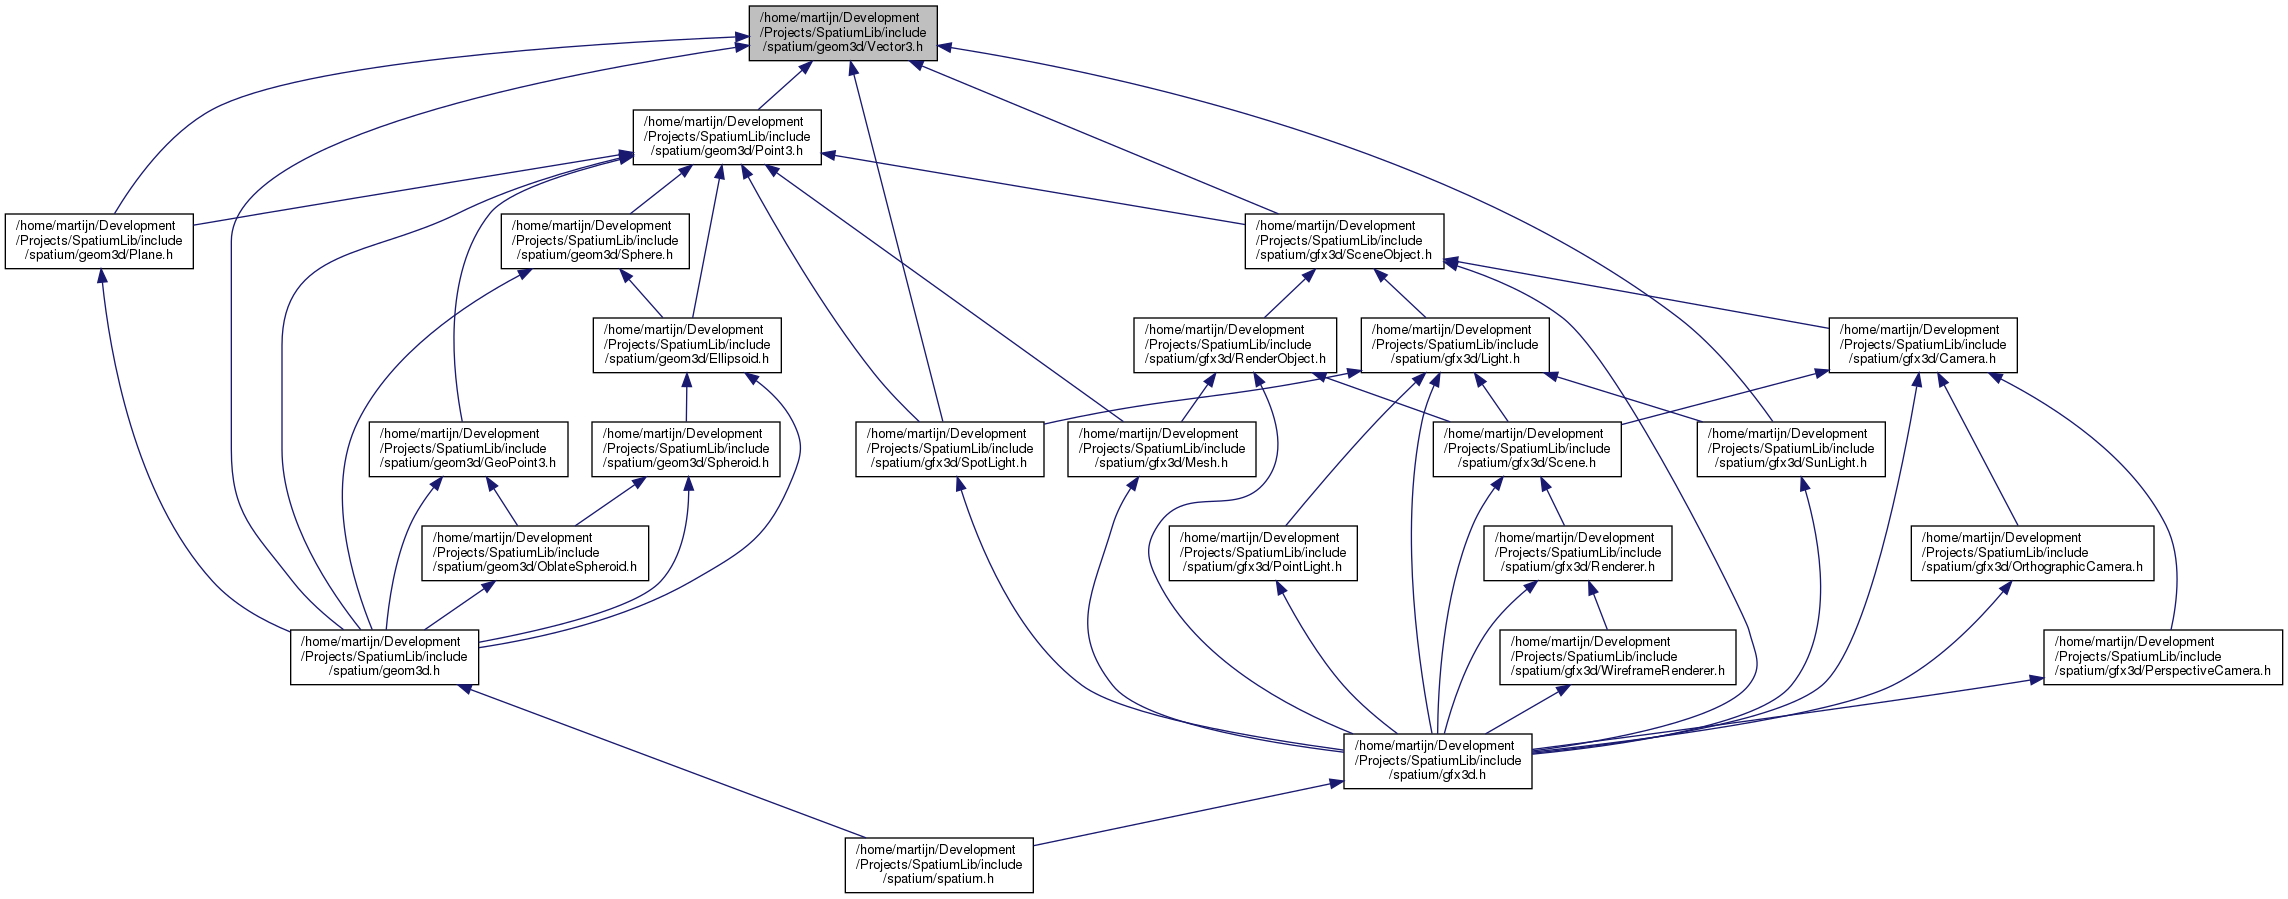 /home/martijn/Development
/Projects/SpatiumLib/include
/spatium/geom3d/Vector3.h
/home/martijn/Development
/Projects/SpatiumLib/include
/spatium/geom3d/Point3.h
/home/martijn/Development
/Projects/SpatiumLib/include
/spatium/geom3d/Plane.h
/home/martijn/Development
/Projects/SpatiumLib/include
/spatium/geom3d/Sphere.h
/home/martijn/Development
/Projects/SpatiumLib/include
/spatium/gfx3d/SceneObject.h
/home/martijn/Development
/Projects/SpatiumLib/include
/spatium/geom3d/Ellipsoid.h
/home/martijn/Development
/Projects/SpatiumLib/include
/spatium/gfx3d/RenderObject.h
/home/martijn/Development
/Projects/SpatiumLib/include
/spatium/gfx3d/Light.h
/home/martijn/Development
/Projects/SpatiumLib/include
/spatium/gfx3d/Camera.h
/home/martijn/Development
/Projects/SpatiumLib/include
/spatium/geom3d/GeoPoint3.h
/home/martijn/Development
/Projects/SpatiumLib/include
/spatium/geom3d/Spheroid.h
/home/martijn/Development
/Projects/SpatiumLib/include
/spatium/gfx3d/SpotLight.h
/home/martijn/Development
/Projects/SpatiumLib/include
/spatium/gfx3d/Mesh.h
/home/martijn/Development
/Projects/SpatiumLib/include
/spatium/gfx3d/Scene.h
/home/martijn/Development
/Projects/SpatiumLib/include
/spatium/gfx3d/SunLight.h
/home/martijn/Development
/Projects/SpatiumLib/include
/spatium/geom3d/OblateSpheroid.h
/home/martijn/Development
/Projects/SpatiumLib/include
/spatium/gfx3d/PointLight.h
/home/martijn/Development
/Projects/SpatiumLib/include
/spatium/gfx3d/Renderer.h
/home/martijn/Development
/Projects/SpatiumLib/include
/spatium/gfx3d/OrthographicCamera.h
/home/martijn/Development
/Projects/SpatiumLib/include
/spatium/geom3d.h
/home/martijn/Development
/Projects/SpatiumLib/include
/spatium/gfx3d/WireframeRenderer.h
/home/martijn/Development
/Projects/SpatiumLib/include
/spatium/gfx3d/PerspectiveCamera.h
/home/martijn/Development
/Projects/SpatiumLib/include
/spatium/gfx3d.h
/home/martijn/Development
/Projects/SpatiumLib/include
/spatium/spatium.h